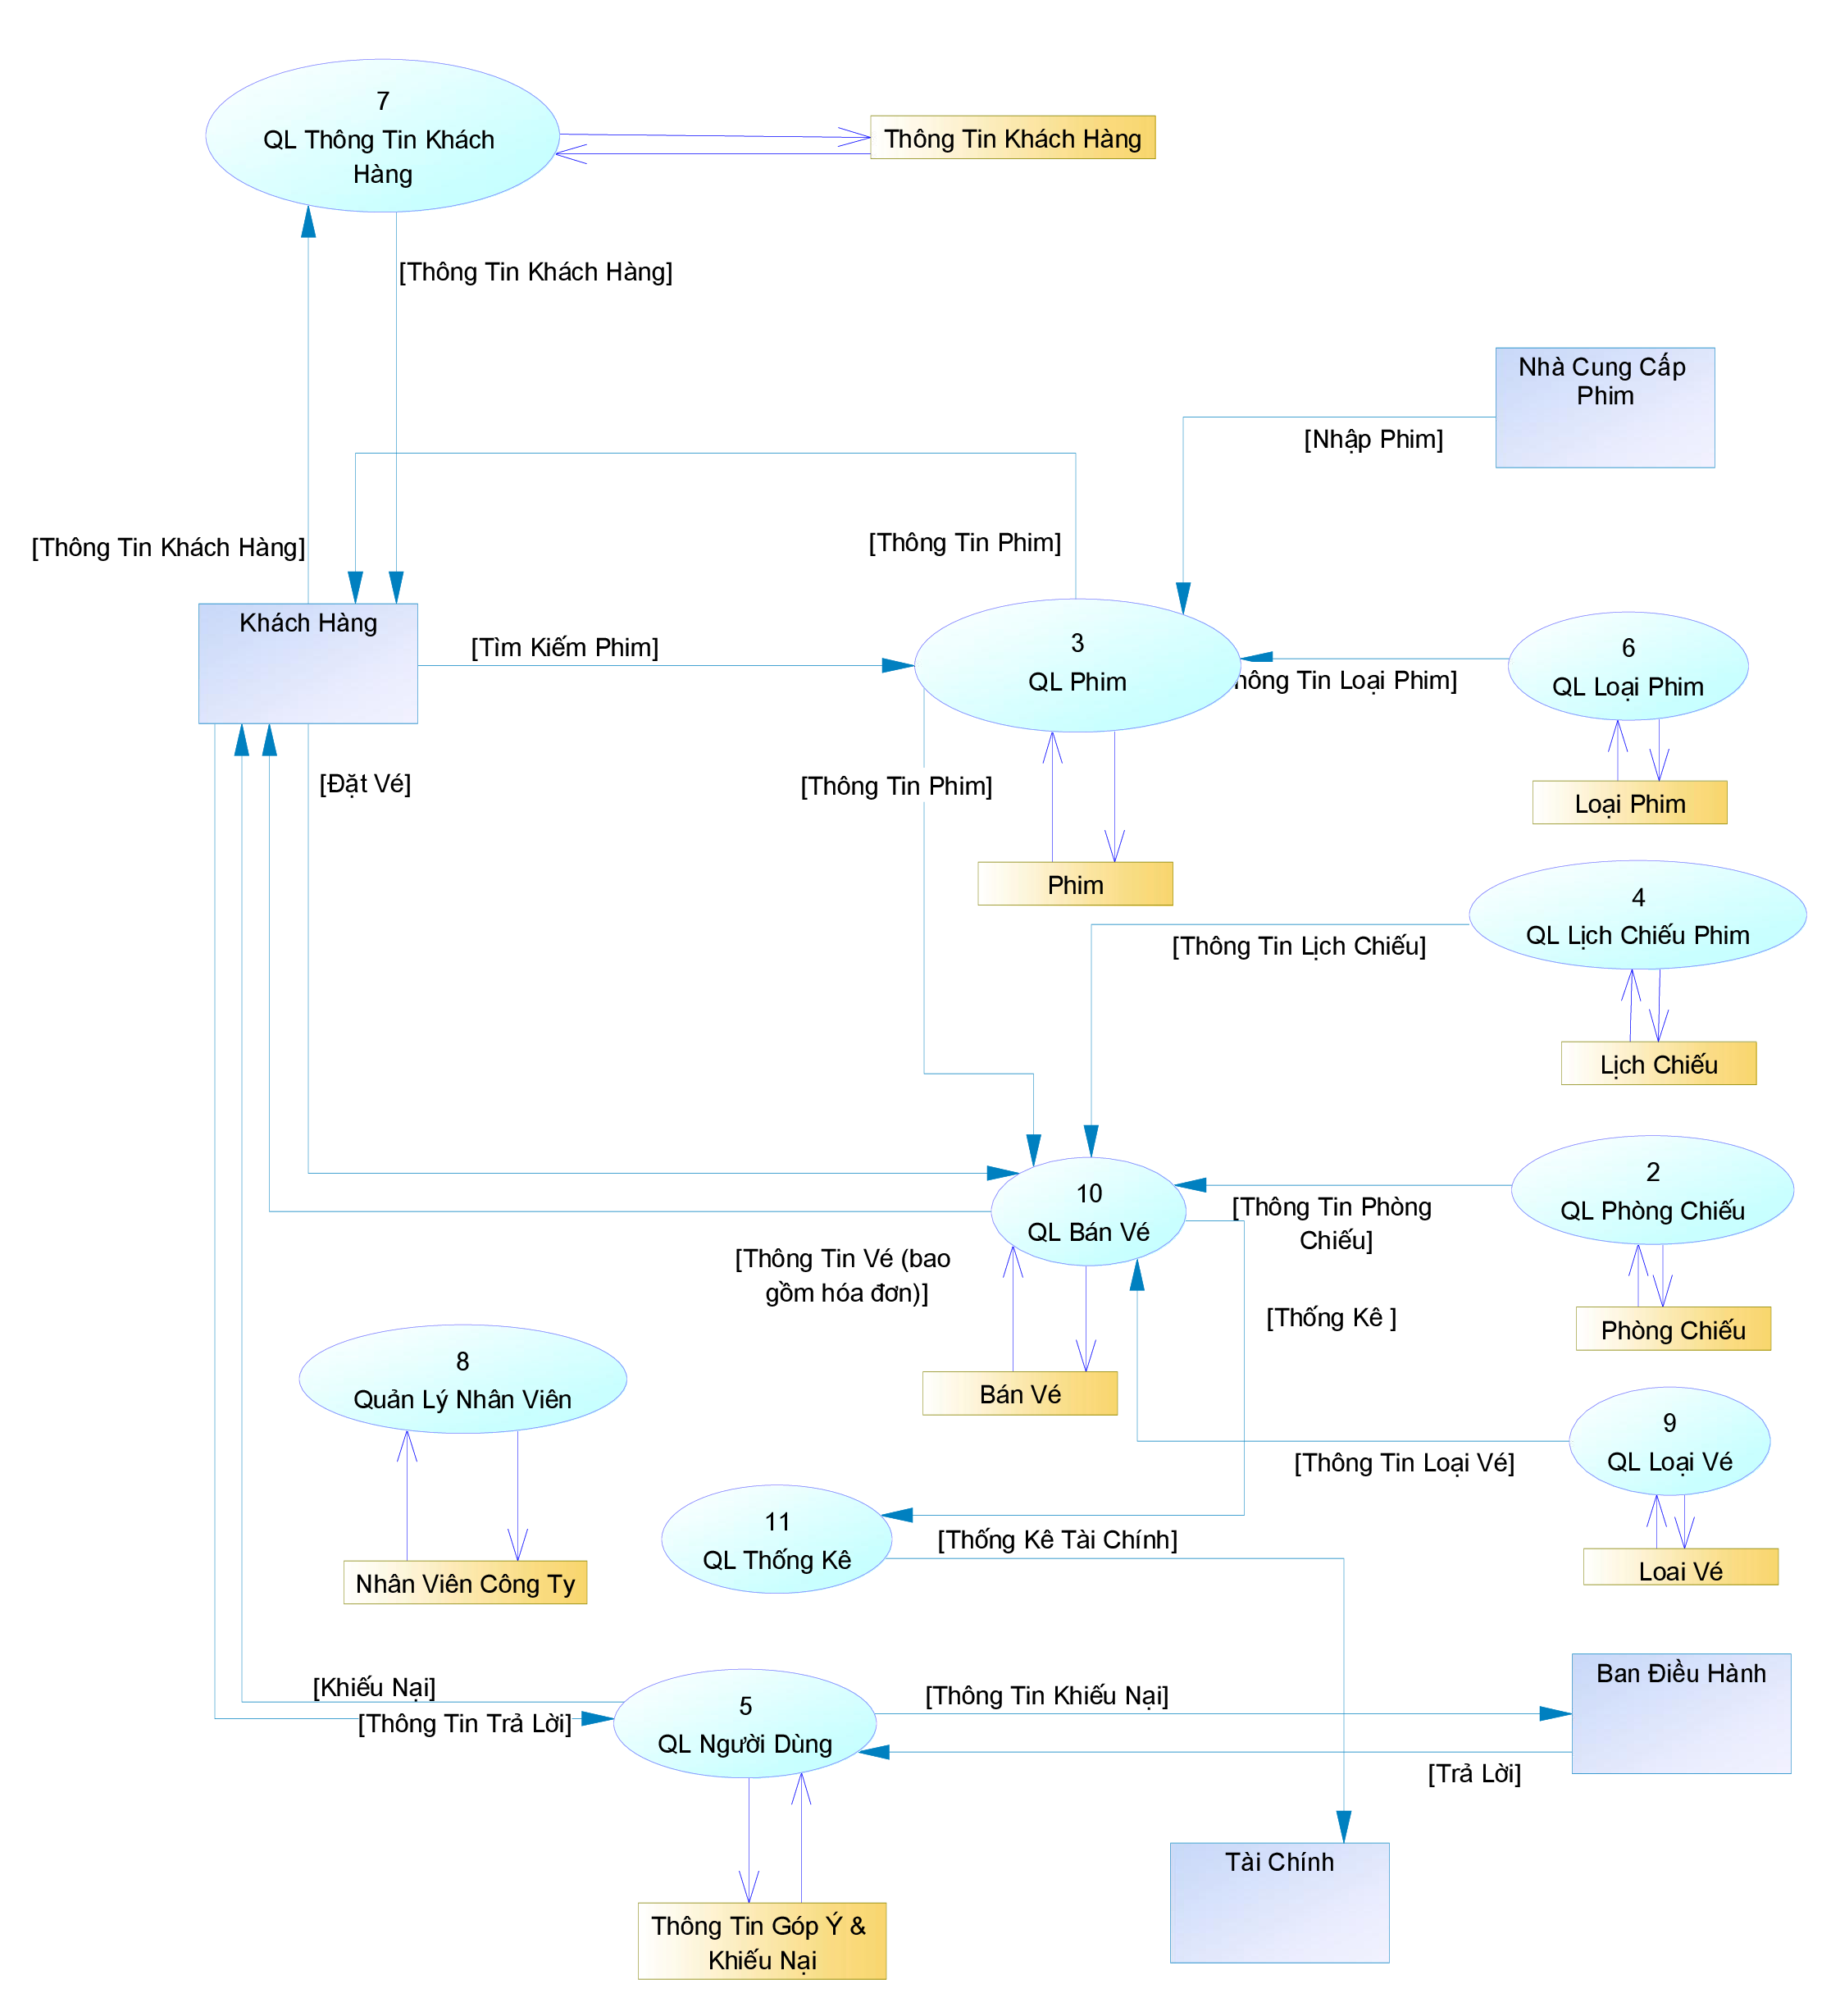 7
QL Thông Tin Khách
Hàng
Thông Tin Khách Hàng
[Thông Tin Khách Hàng]
Nhà Cung Cấp
Phim
[Nhập Phim]
[Thông Tin Khách Hàng]
[Thông Tin Phim]
Khách Hàng
[Tìm Kiếm Phim]
3
QL Phim
hông Tin Loại Phim]
6
QL Loại Phim
[Đặt Vé]
[Thông Tin Phim]
Loại Phim
Phim
4
QL Lịch Chiếu Phim
[Thông Tin Lịch Chiếu]
Lịch Chiếu
10
QL Bán Vé
[Thông Tin Phòng
Chiếu]
2
QL Phòng Chiếu
[Thông Tin Vé (bao
gồm hóa đơn)]
[Thống Kê ]
Phòng Chiếu
8
Quản Lý Nhân Viên
Bán Vé
9
QL Loại Vé
[Thông Tin Loại Vé]
11
QL Thống Kê
[Thống Kê Tài Chính]
Nhân Viên Công Ty
Loai Vé
[Khiếu Nại]
[Thông Tin Trả Lời]
5
QL Người Dùng
[Thông Tin Khiếu Nại]
Ban Điều Hành
[Trả Lời]
Tài Chính
Thông Tin Góp Ý &
Khiếu Nại